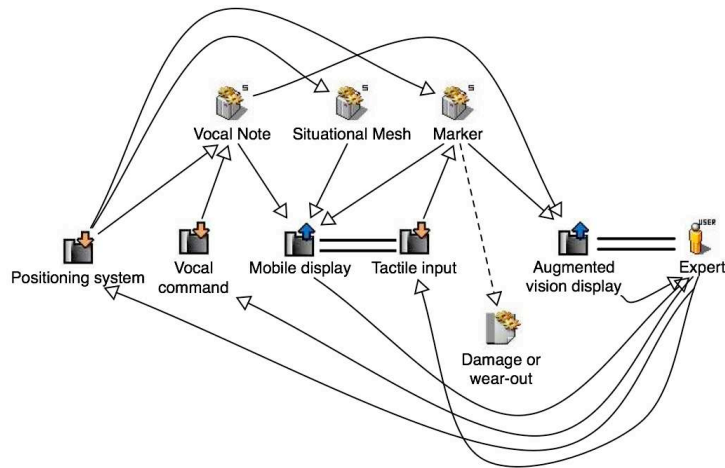 S
S
S
Vocal Note
Situational Mesh
Marker
USER
Positioning system
Vocal
command
Mobile display
Tactile input
Augmented
vision display
Expert
Damage or
wear-out